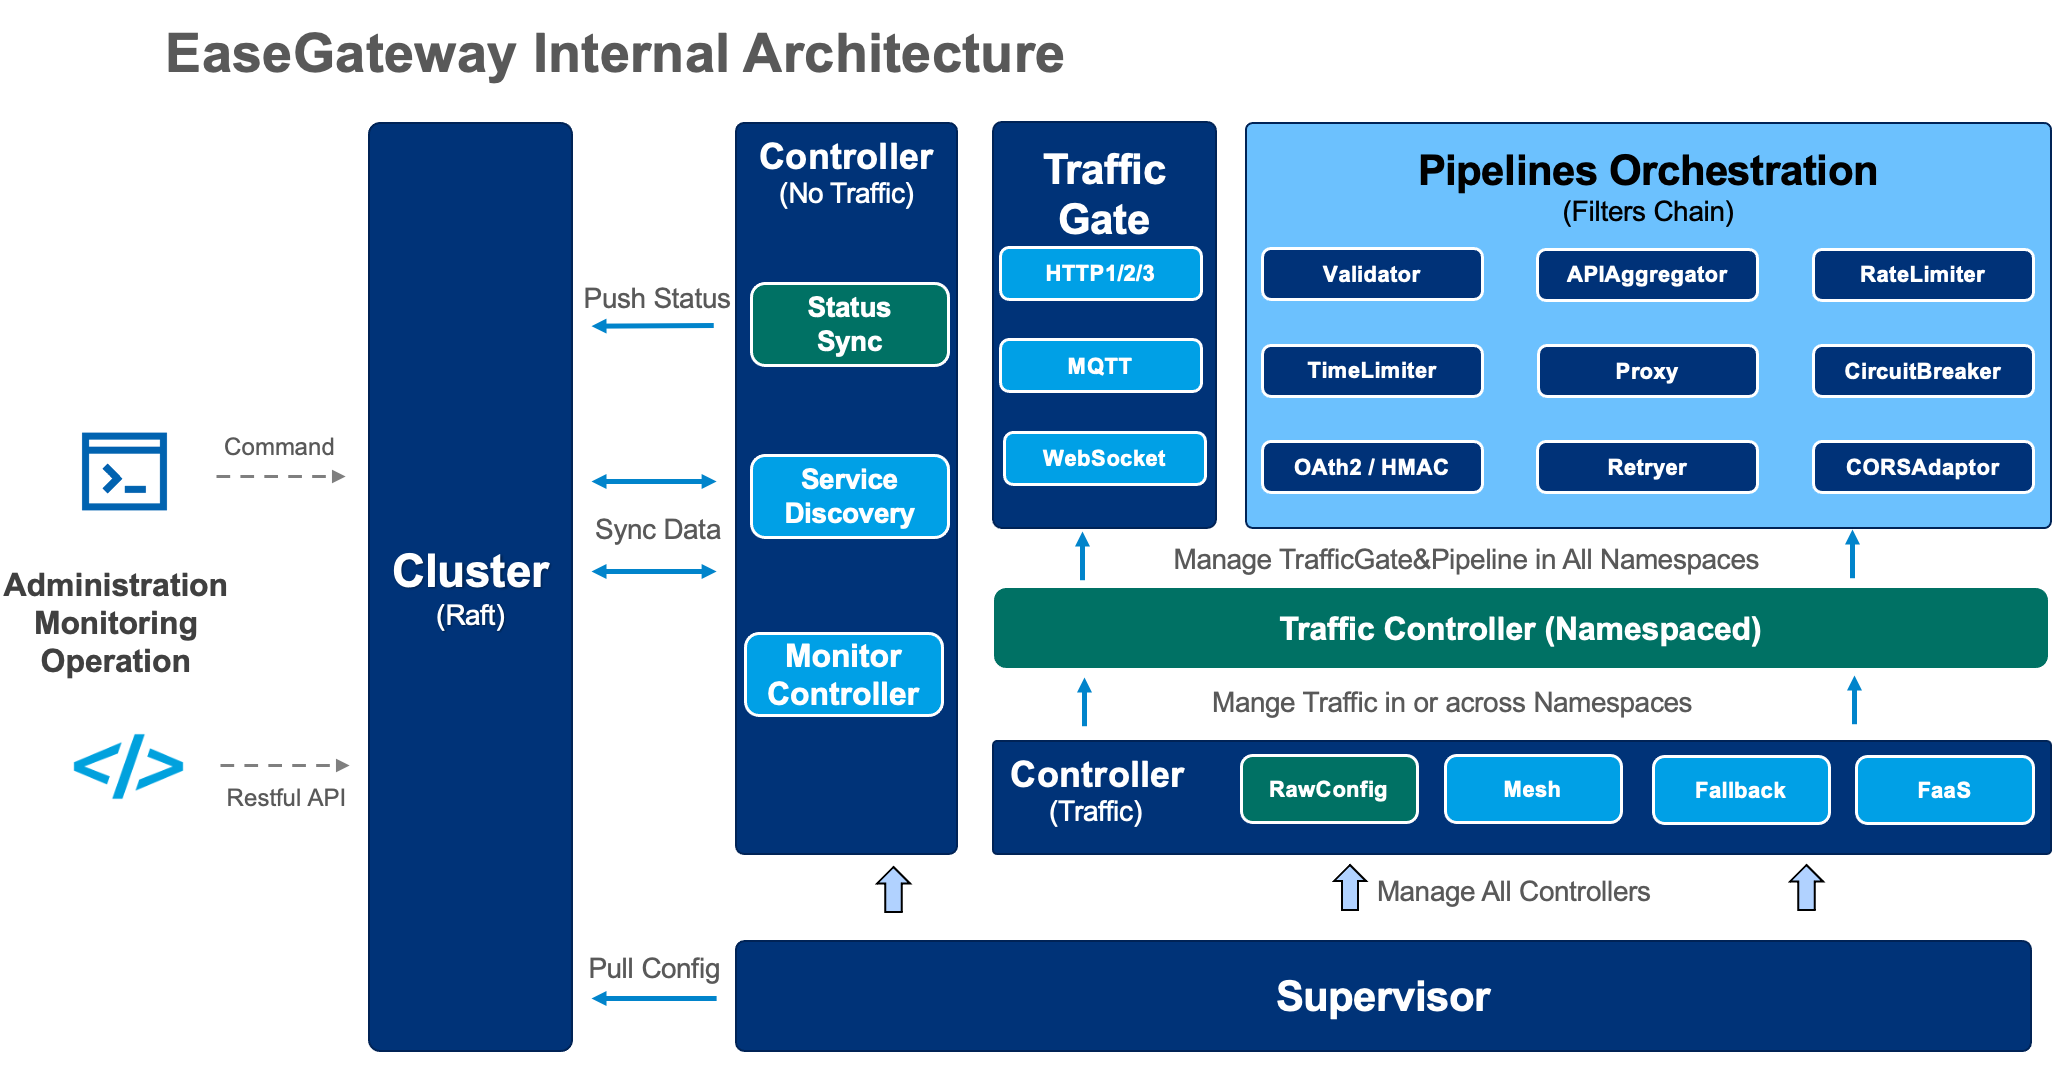 EaseGateway Internal Architecture
Command
Administration
Monitoring
Operation
Restful API
Cluster
(Raft)
Push Status
Sync Data
Pull Config
Controller
(No Traffic)
Status
Sync
Service
Discovery
Monitor
Controller
Traffic
Gate
HTTP1/2/3
MQTT
WebSocket
Pipelines Orchestration
(Filters Chain)
Validator
APIAggregator
RateLimiter
TimeLimiter
Proxy
CircuitBreaker
OAth2 / HMAC
Retryer
CORSAdaptor
Manage TrafficGate&Pipeline in All Namespaces
Traffic Controller (Namespaced)
Mange Traffic in or across Namespaces
Controller
(Traffic)
RawConfig
Mesh
Fallback
FaaS
Manage All Controllers
Supervisor